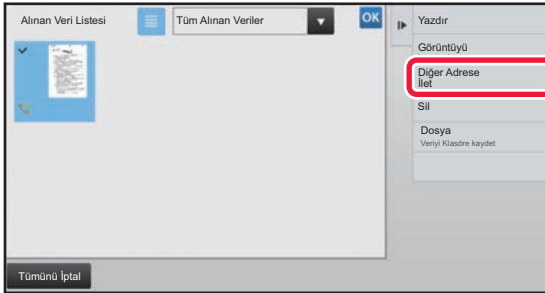 Alınan Veri Listesi
Tüm Alınan Veriler
OK
Yazdır
Görüntüyü
Diğer Adrese
İlet
Sil
Dosya
Veriyi Klasöre kaydet
Tümünü İptal